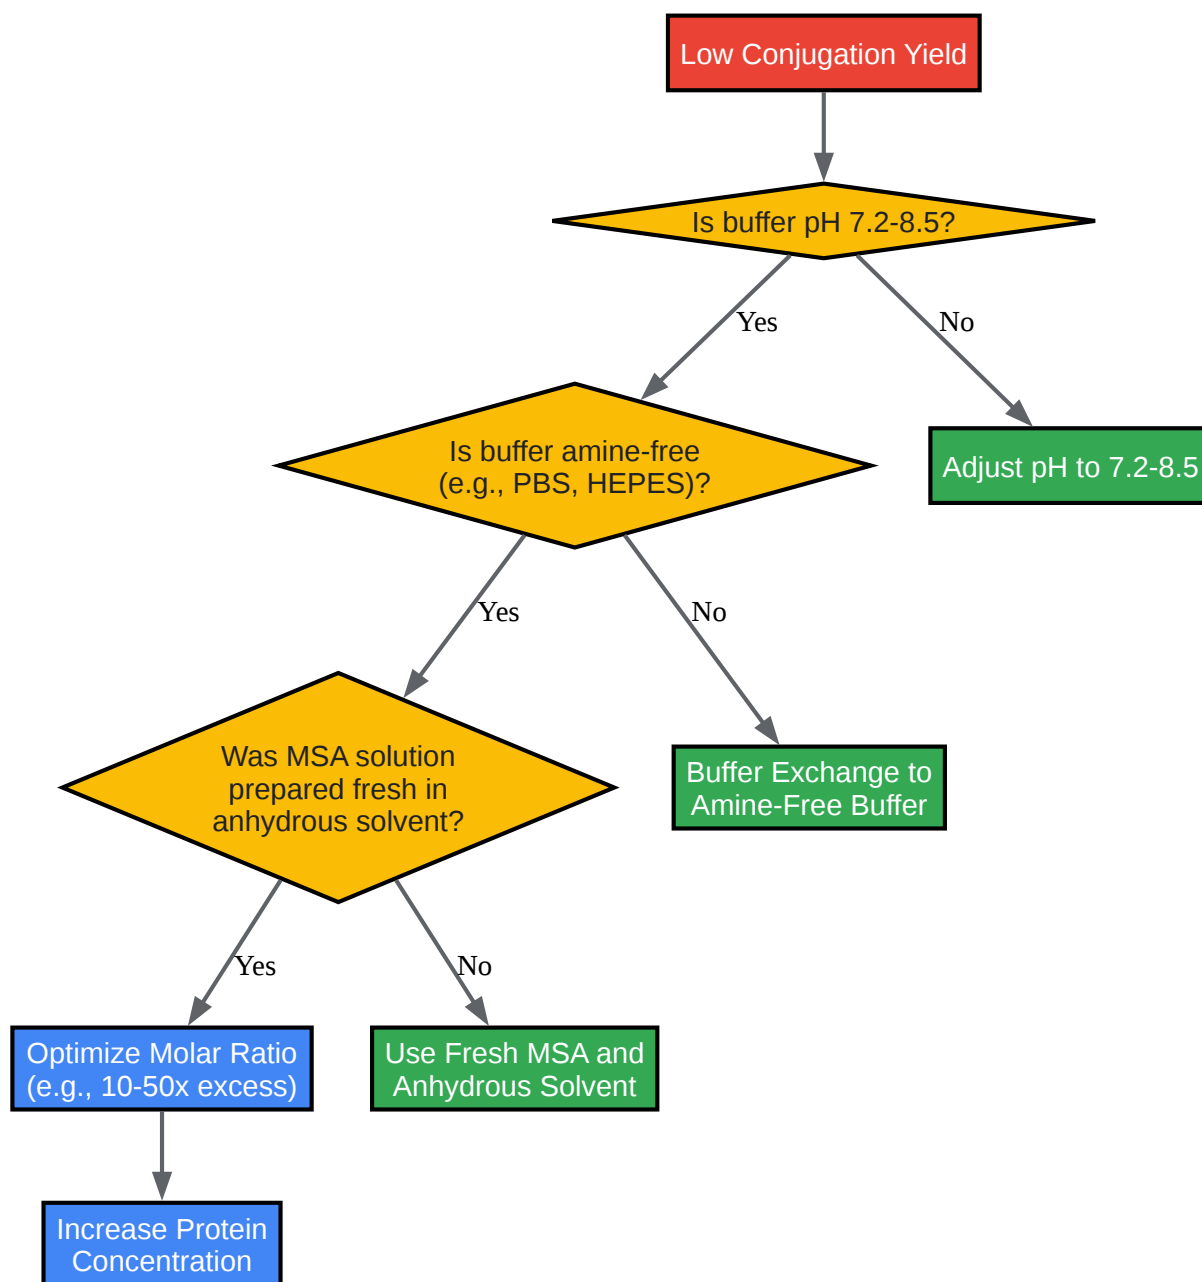 Low Conjugation Yield
Is buffer pH 7.2-8.5?
Yes
No
Is buffer amine-free
(e.g., PBS, HEPES)?
Adjust pH to 7.2-8.5
Yes
No
Was MSA solution
prepared fresh in
anhydrous solvent?
Buffer Exchange to
Amine-Free Buffer
Yes
No
Optimize Molar Ratio
(e.g., 10-50x excess)
Use Fresh MSA and
Anhydrous Solvent
Increase Protein
Concentration